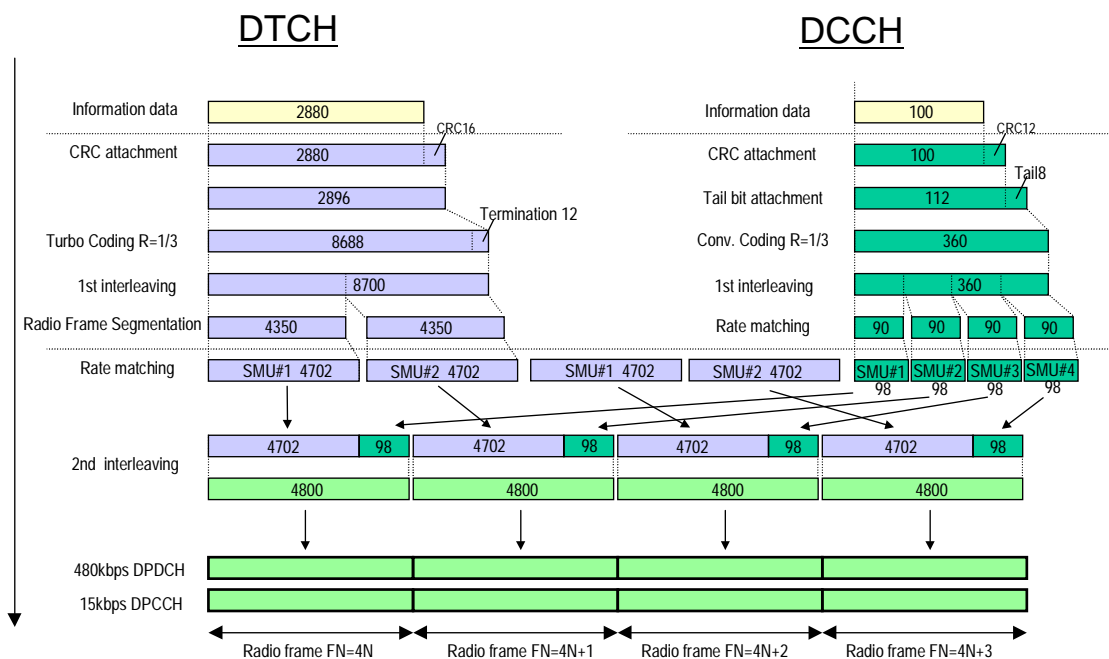 DTCH DCCH
Information data 2880 Information data 100
CRC16 CRC12
CRC attachment 2880 CRC attachment 100
Tail8
2896 Tail bit attachment 112
Termination 12
Turbo Coding R=1/3 8688 Conv. Coding R=1/3 360
1st interleaving 8700 1st interleaving 360
Radio Frame Segmentation 4350 4350 Rate matching 90 90 90 90
Rate matching SMU#1 4702 SMU#2 4702 SMU#1 4702 SMU#2 4702 SMU#1 SMU#2 SMU#3 SMU#4
98 98 98 98
4702 98 4702 98 4702 98 4702 98
2nd interleaving
4800 4800 4800 4800
480kbps DPDCH
15kbps DPCCH
Radio frame FN=4N Radio frame FN=4N+1 Radio frame FN=4N+2 Radio frame FN=4N+3